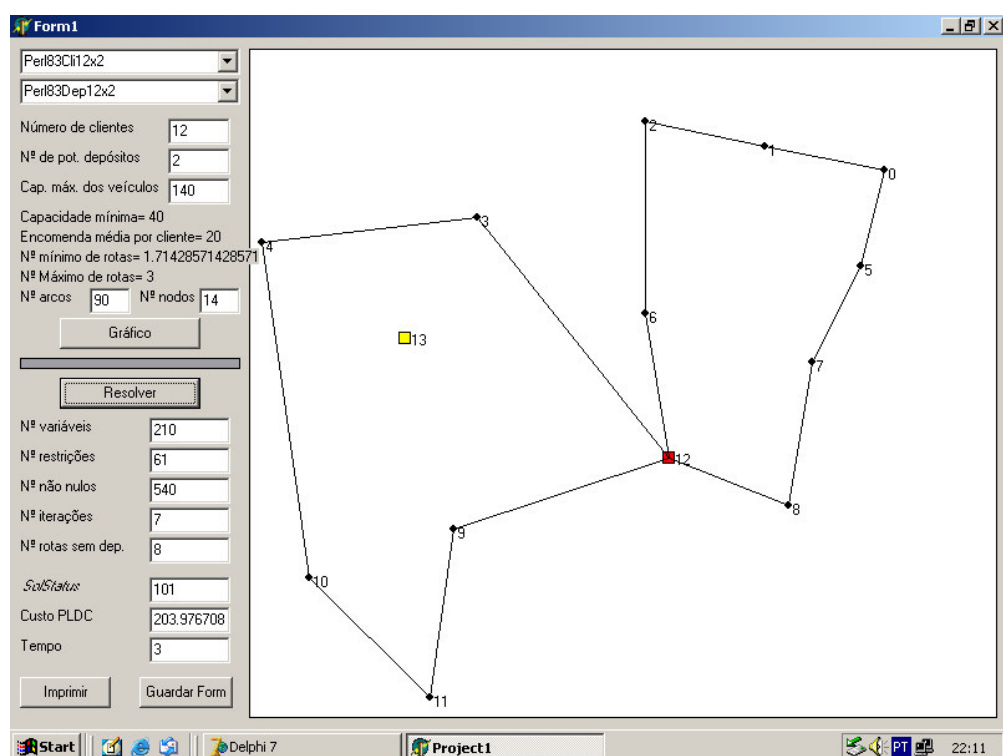 Form1
Perl83Cli12x2
Perl83Dep12x2
Número de clientes 12
Nº de pot. depósitos 2
Cap. máx. dos veículos 140
Capacidade mínima= 40
Encomenda média por cliente= 20
Nº mínimo de rotas= 1.71428571428571
Nº Máximo de rotas= 3
Nº arcos 90 Nº nodos 14
Gráfico
Resolver
Nº variáveis 210
Nº restrições 61
Nº não nulos 540
Nº iterações 7
Nº rotas sem dep. 8
SolStatus 101
Custo PLDC 203.976708
Tempo 3
Imprimir Guardar Form
2
1
0
3
4
5
6
13
7
12
8
9
10
11
Start Delphi 7 Project1 PT 22:11